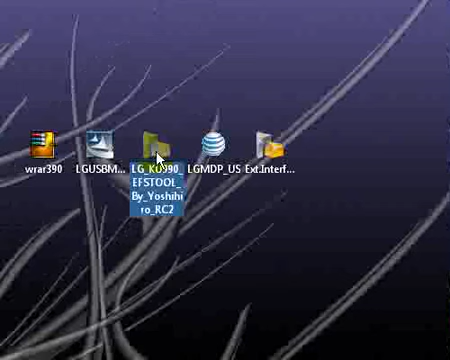 wrar390
LGUSBM...
LG_KU990_
EFSTOOL_
By_Yoshihi
ro_RC2
LGMDP_US
Ext.Interf...